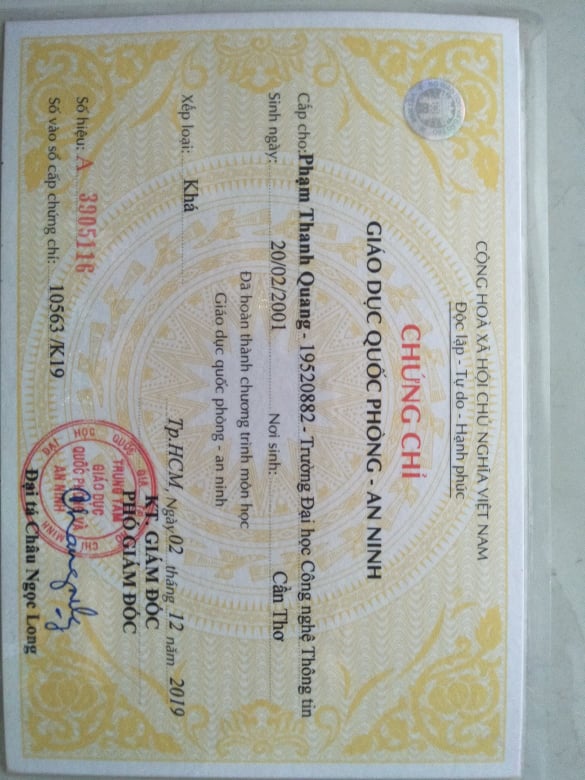 CỘNG HOÀ XÃ HỘI CHỦ NGHĨA VIỆT NAM
Độc lập - Tự do - Hạnh phúc
CHỨNG CHỈ
GIÁO DỤC QUỐC PHÒNG - AN NINH
Cấp cho: Phạm Thanh Quang - 19520882 - Trường Đại học Công nghệ Thông tin
Sinh ngày: 20/02/2001 Nơi sinh: Cần Thơ
Đã hoàn thành chương trình môn học
Giáo dục quốc phòng - an ninh
Xếp loại: Khá
Tp.HCM, Ngày 02 tháng 12 năm 2019
KT. GIÁM ĐỐC
PHÓ GIÁM ĐỐC
TRUNG TÂM
GIÁO DỤC
QUỐC PHÒNG VÀ
AN NINH
Số hiệu: A 3905116
Số vào sổ cấp chứng chỉ: 10563 /K19
Đại tá Châu Ngọc Long